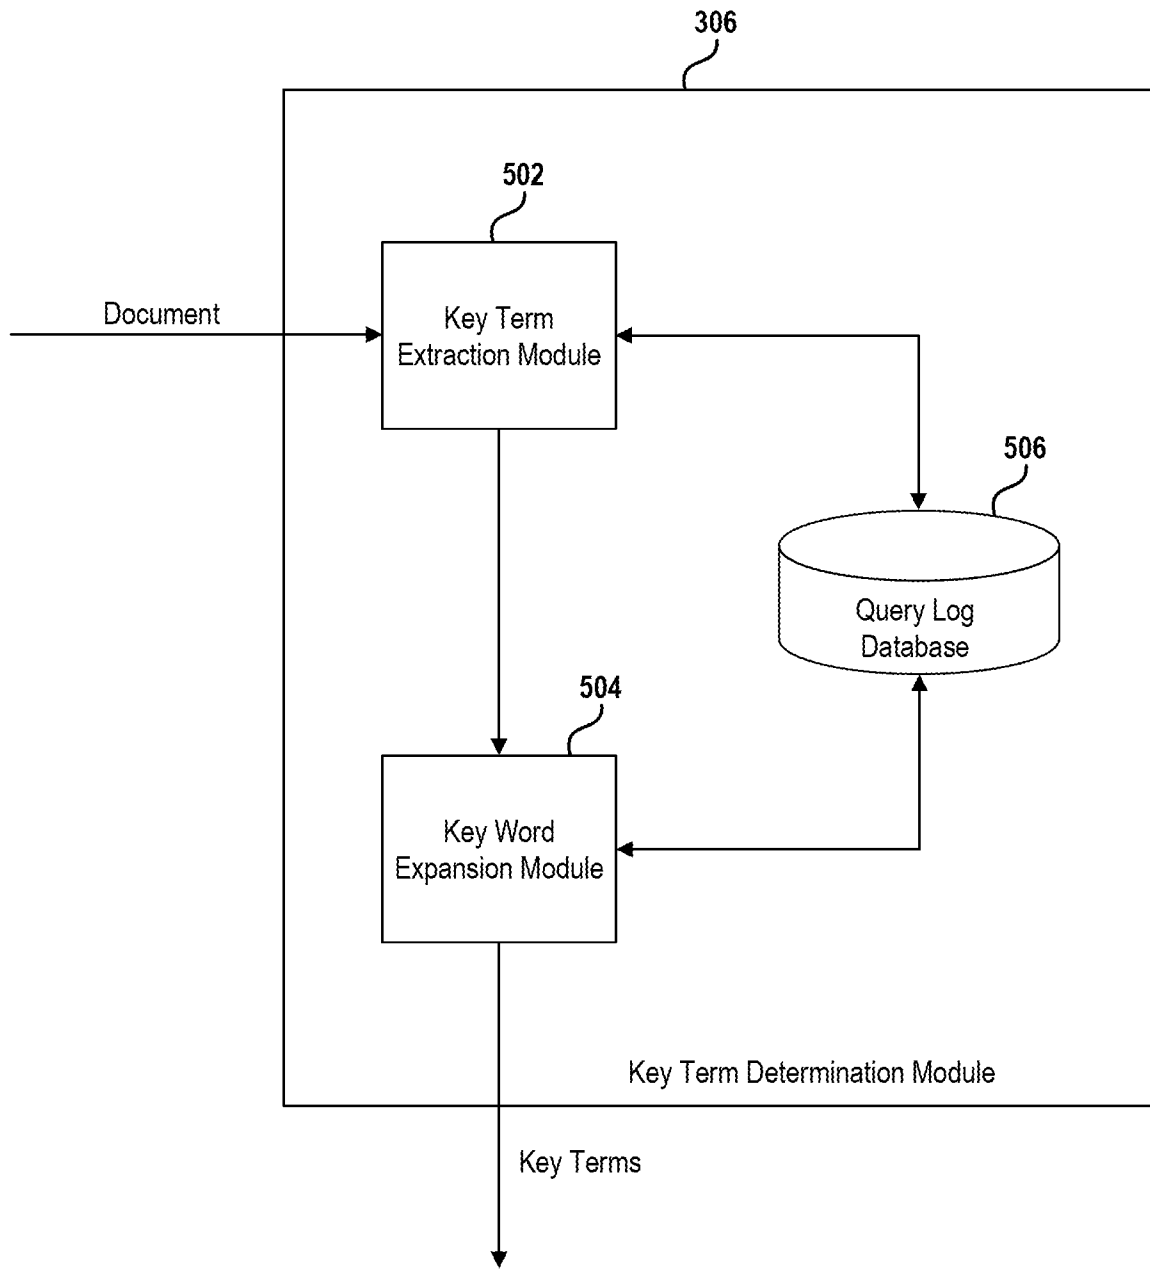 306
502
Document
Key Term
Extraction Module
506
Query Log
Database
504
Key Word
Expansion Module
Key Term Determination Module
Key Terms